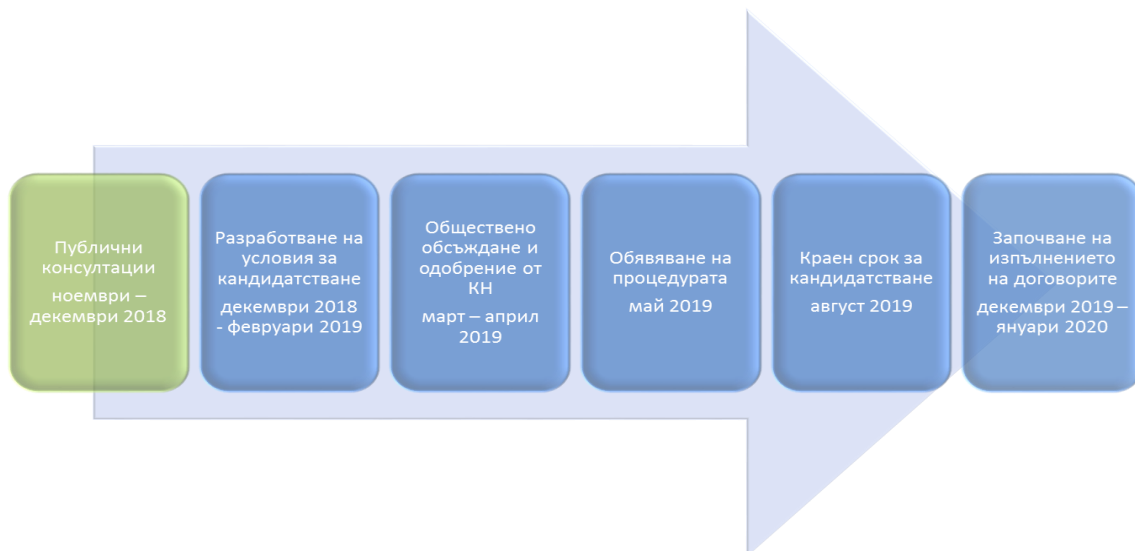 Публични
консултации
ноември –
декември 2018
Разработване на
условия за
кандидатстване
декември 2018
- февруари 2019
Обществено
обсъждане и
одобрение от
КН
март – април
2019
Обявяване на
процедурата
май 2019
Краен срок за
кандидатстване
август 2019
Започване на
изпълнението
на договорите
декември 2019 –
януари 2020